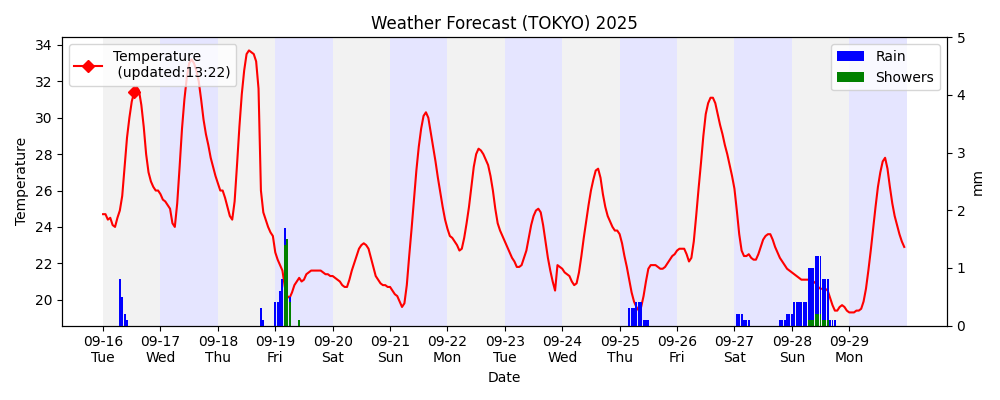 Weather Forecast (TOKYO) 2025
Temperature
(updated:13:22)
Rain
Showers
Temperature
34
32
30
28
26
24
22
20
5
4
3
2
1
0
mm
09-16 09-17 09-18 09-19 09-20 09-21 09-22 09-23 09-24 09-25 09-26 09-27 09-28 09-29
Tue Wed Thu Fri Sat Sun Mon Tue Wed Thu Fri Sat Sun Mon
Date